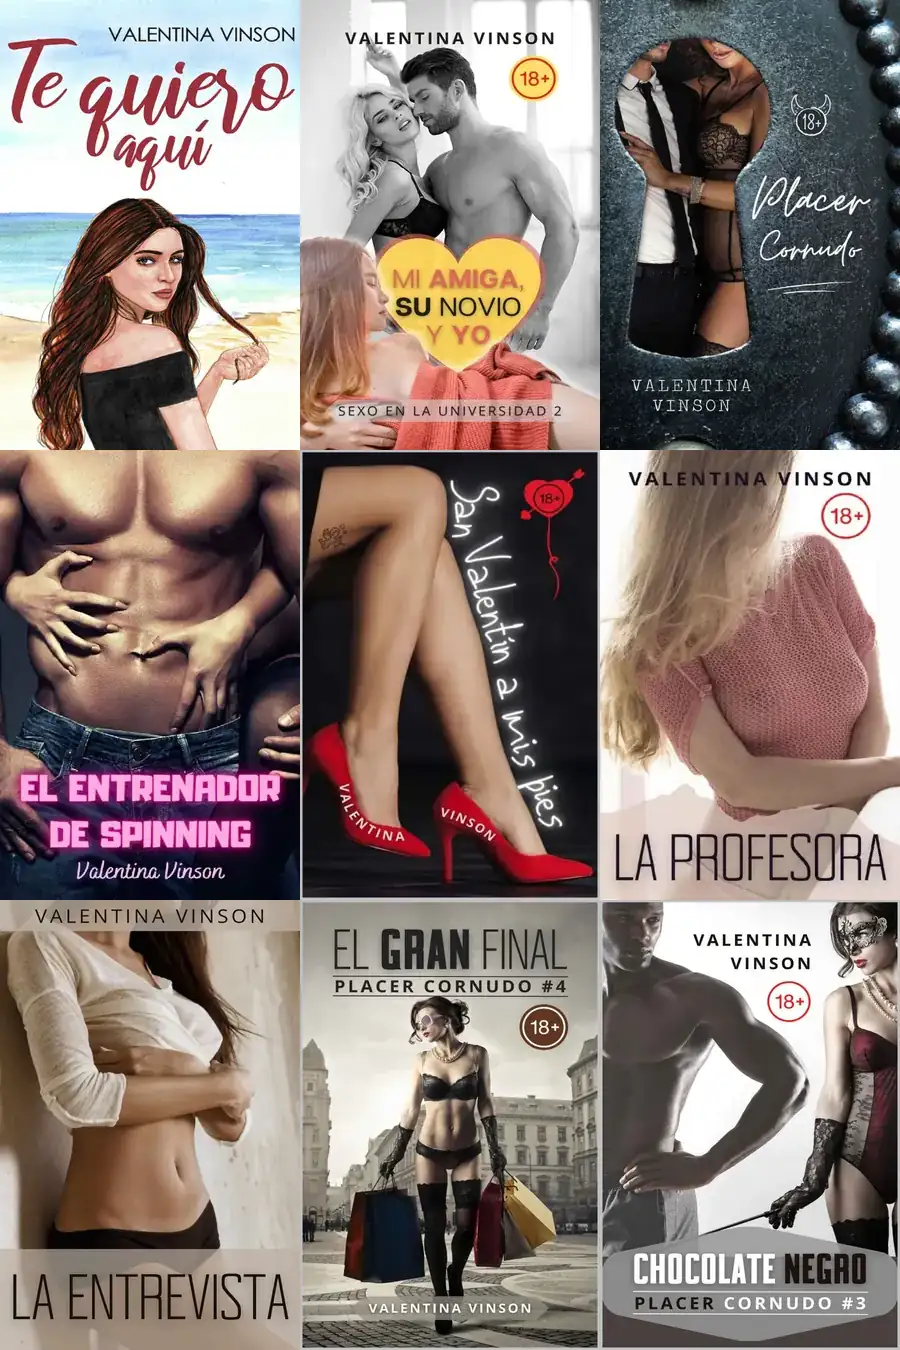 VALENTINA VINSON
Te quiero
aquí
VALENTINA VINSON
18+
MI AMIGA,
SU NOVIO
Y YO
SEXO EN LA UNIVERSIDAD 2
18+
Placer
Cornudo
VALENTINA
VINSON
EL ENTRENADOR
DE SPINNING
Valentina Vinson
18+
San Valentín a mis pies
VALENTINA
VINSON
VALENTINA VINSON
18+
LA PROFESORA
VALENTINA VINSON
LA ENTREVISTA
EL GRAN FINAL
PLACER CORNUDO #4
18+
VALENTINA VINSON
VALENTINA
VINSON
18+
CHOCOLATE NEGRO
PLACER CORNUDO #3